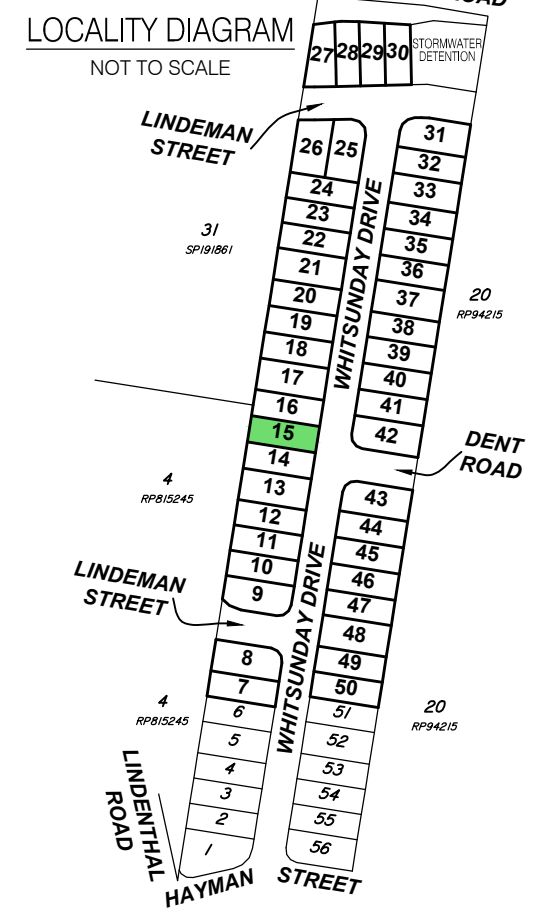 OAD
LOCALITY DIAGRAM
NOT TO SCALE
27 28 29 30
STORMWATER
DETENTION
LINDEMAN
STREET
26 25
31
32
24
33
23
34
22
35
21
36
20
37
19
38
18
39
17
40
16
41
15
42
14
13
43
12
44
11
45
10
46
9
47
48
8
49
7
50
6
51
5
52
4
53
3
54
2
55
1
56
WHITSUNDAY DRIVE
31
SP191861
20
RP94215
DENT
ROAD
4
RP815245
LINDEMAN
STREET
WHITSUNDAY DRIVE
4
RP815245
20
RP94215
LINDENTHAL
ROAD
HAYMAN STREET